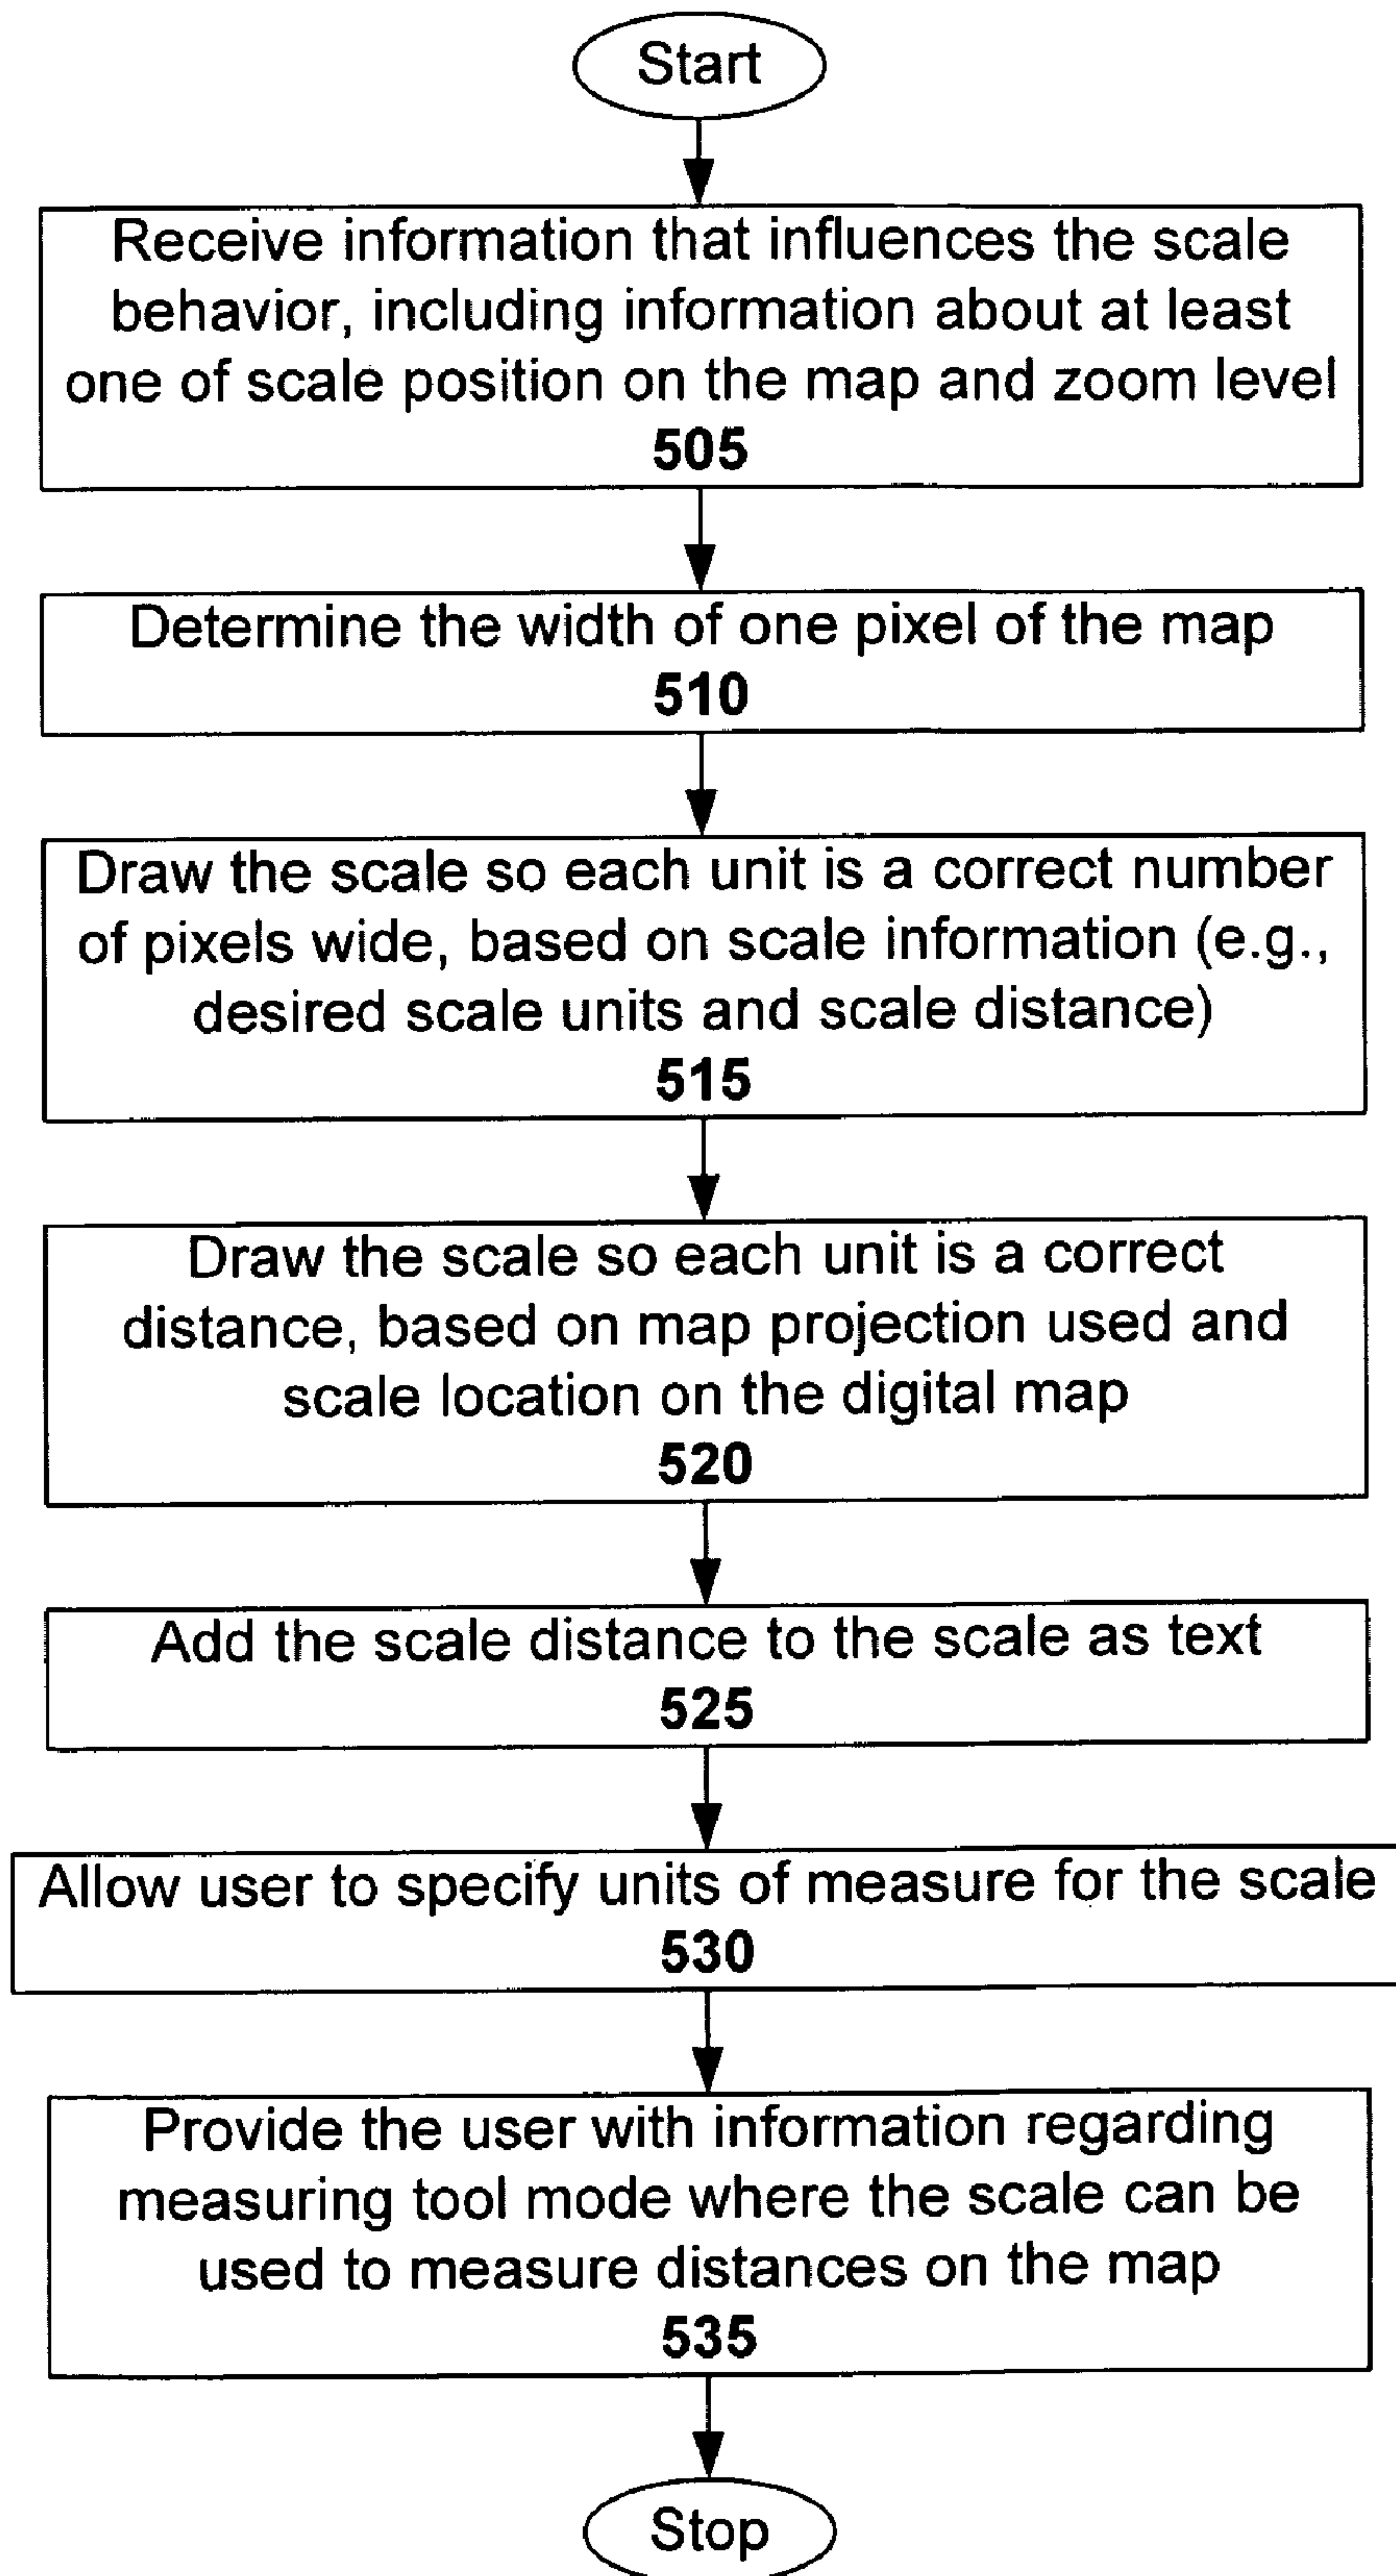 Start
Receive information that influences the scale
behavior, including information about at least
one of scale position on the map and zoom level
505
Determine the width of one pixel of the map
510
Draw the scale so each unit is a correct number
of pixels wide, based on scale information (e.g.,
desired scale units and scale distance)
515
Draw the scale so each unit is a correct
distance, based on map projection used and
scale location on the digital map
520
Add the scale distance to the scale as text
525
Allow user to specify units of measure for the scale
530
Provide the user with information regarding
measuring tool mode where the scale can be
used to measure distances on the map
535
Stop